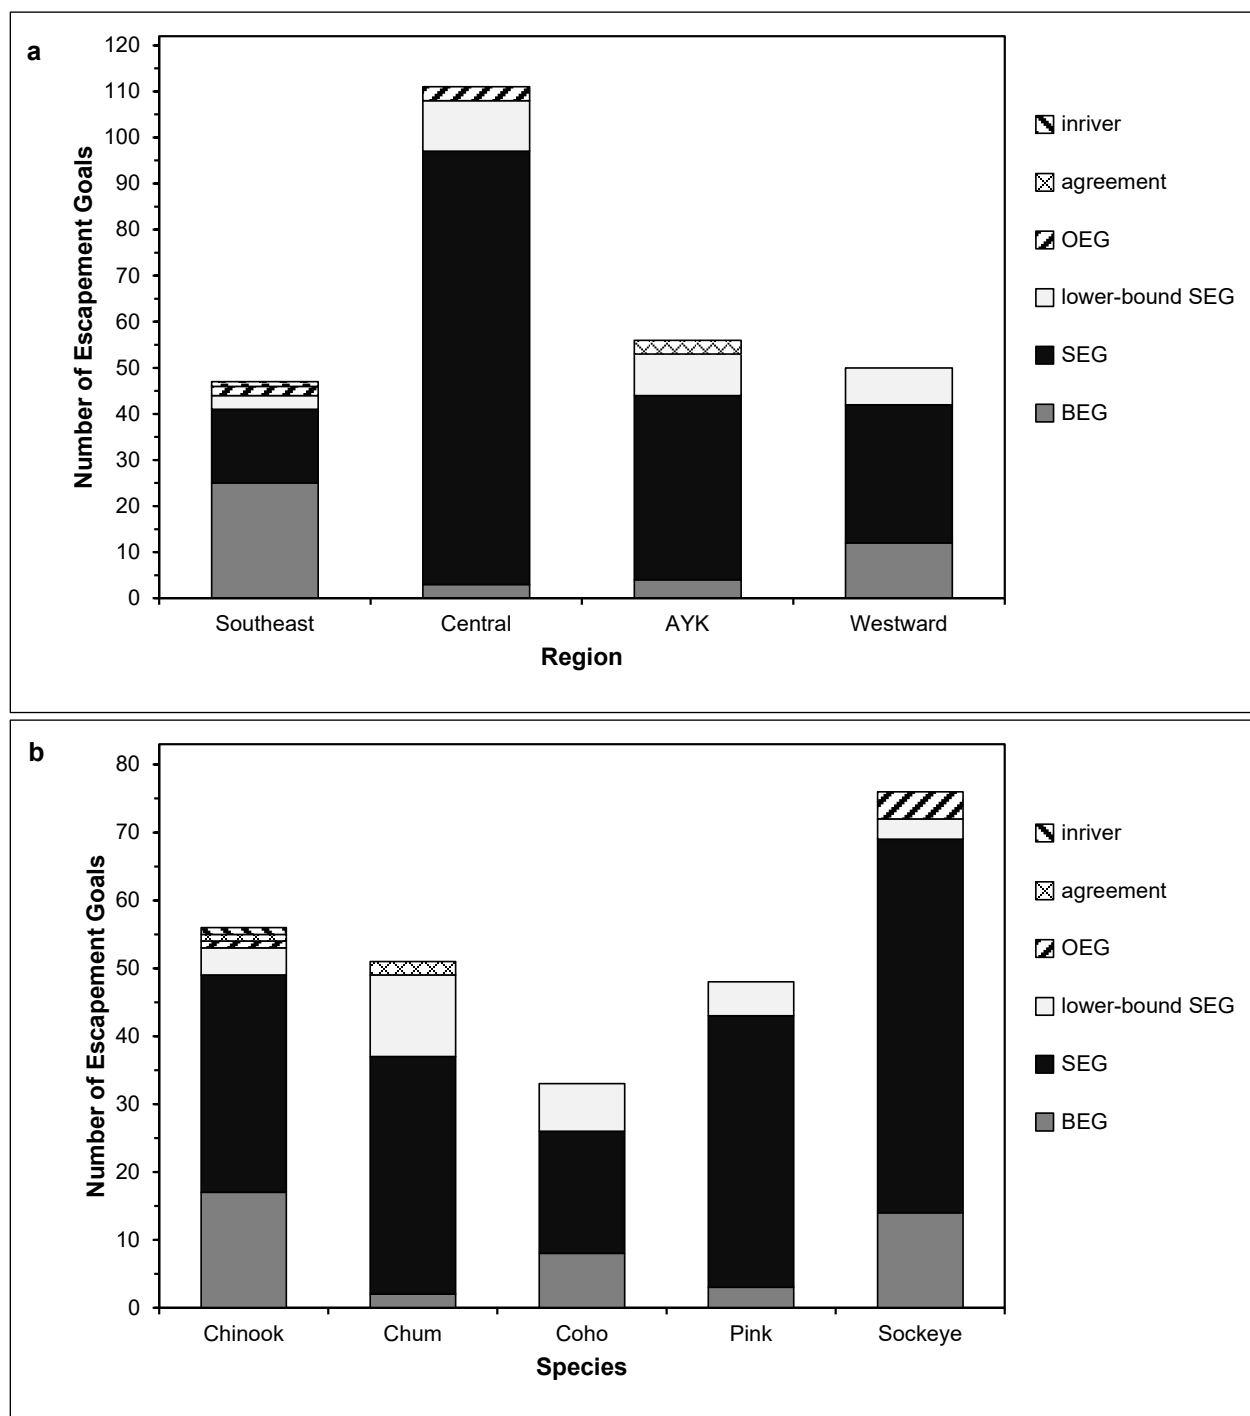 a
120
110
100
90
80
70
60
50
40
30
20
10
0
Number of Escapement Goals
Southeast Central AYK Westward
Region
inriver
agreement
OEG
lower-bound SEG
SEG
BEG
b
80
70
60
50
40
30
20
10
0
Number of Escapement Goals
Chinook Chum Coho Pink Sockeye
Species
inriver
agreement
OEG
lower-bound SEG
SEG
BEG